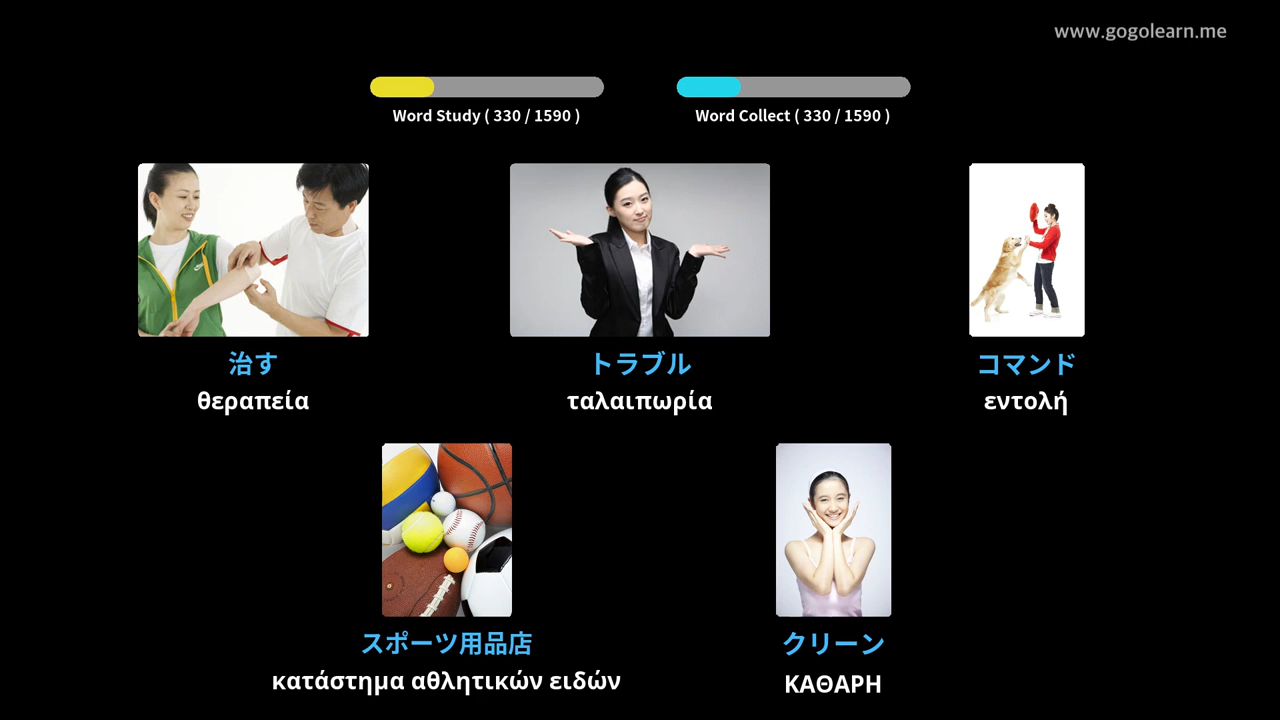 www.gogolearn.me
Word Study ( 330 / 1590 )
Word Collect ( 330 / 1590 )
治す
θεραπεία
トラブル
ταλαιπωρία
コマンド
εντολή
スポーツ用品店
κατάστημα αθλητικών ειδών
クリーン
ΚΑΘΑΡΗ